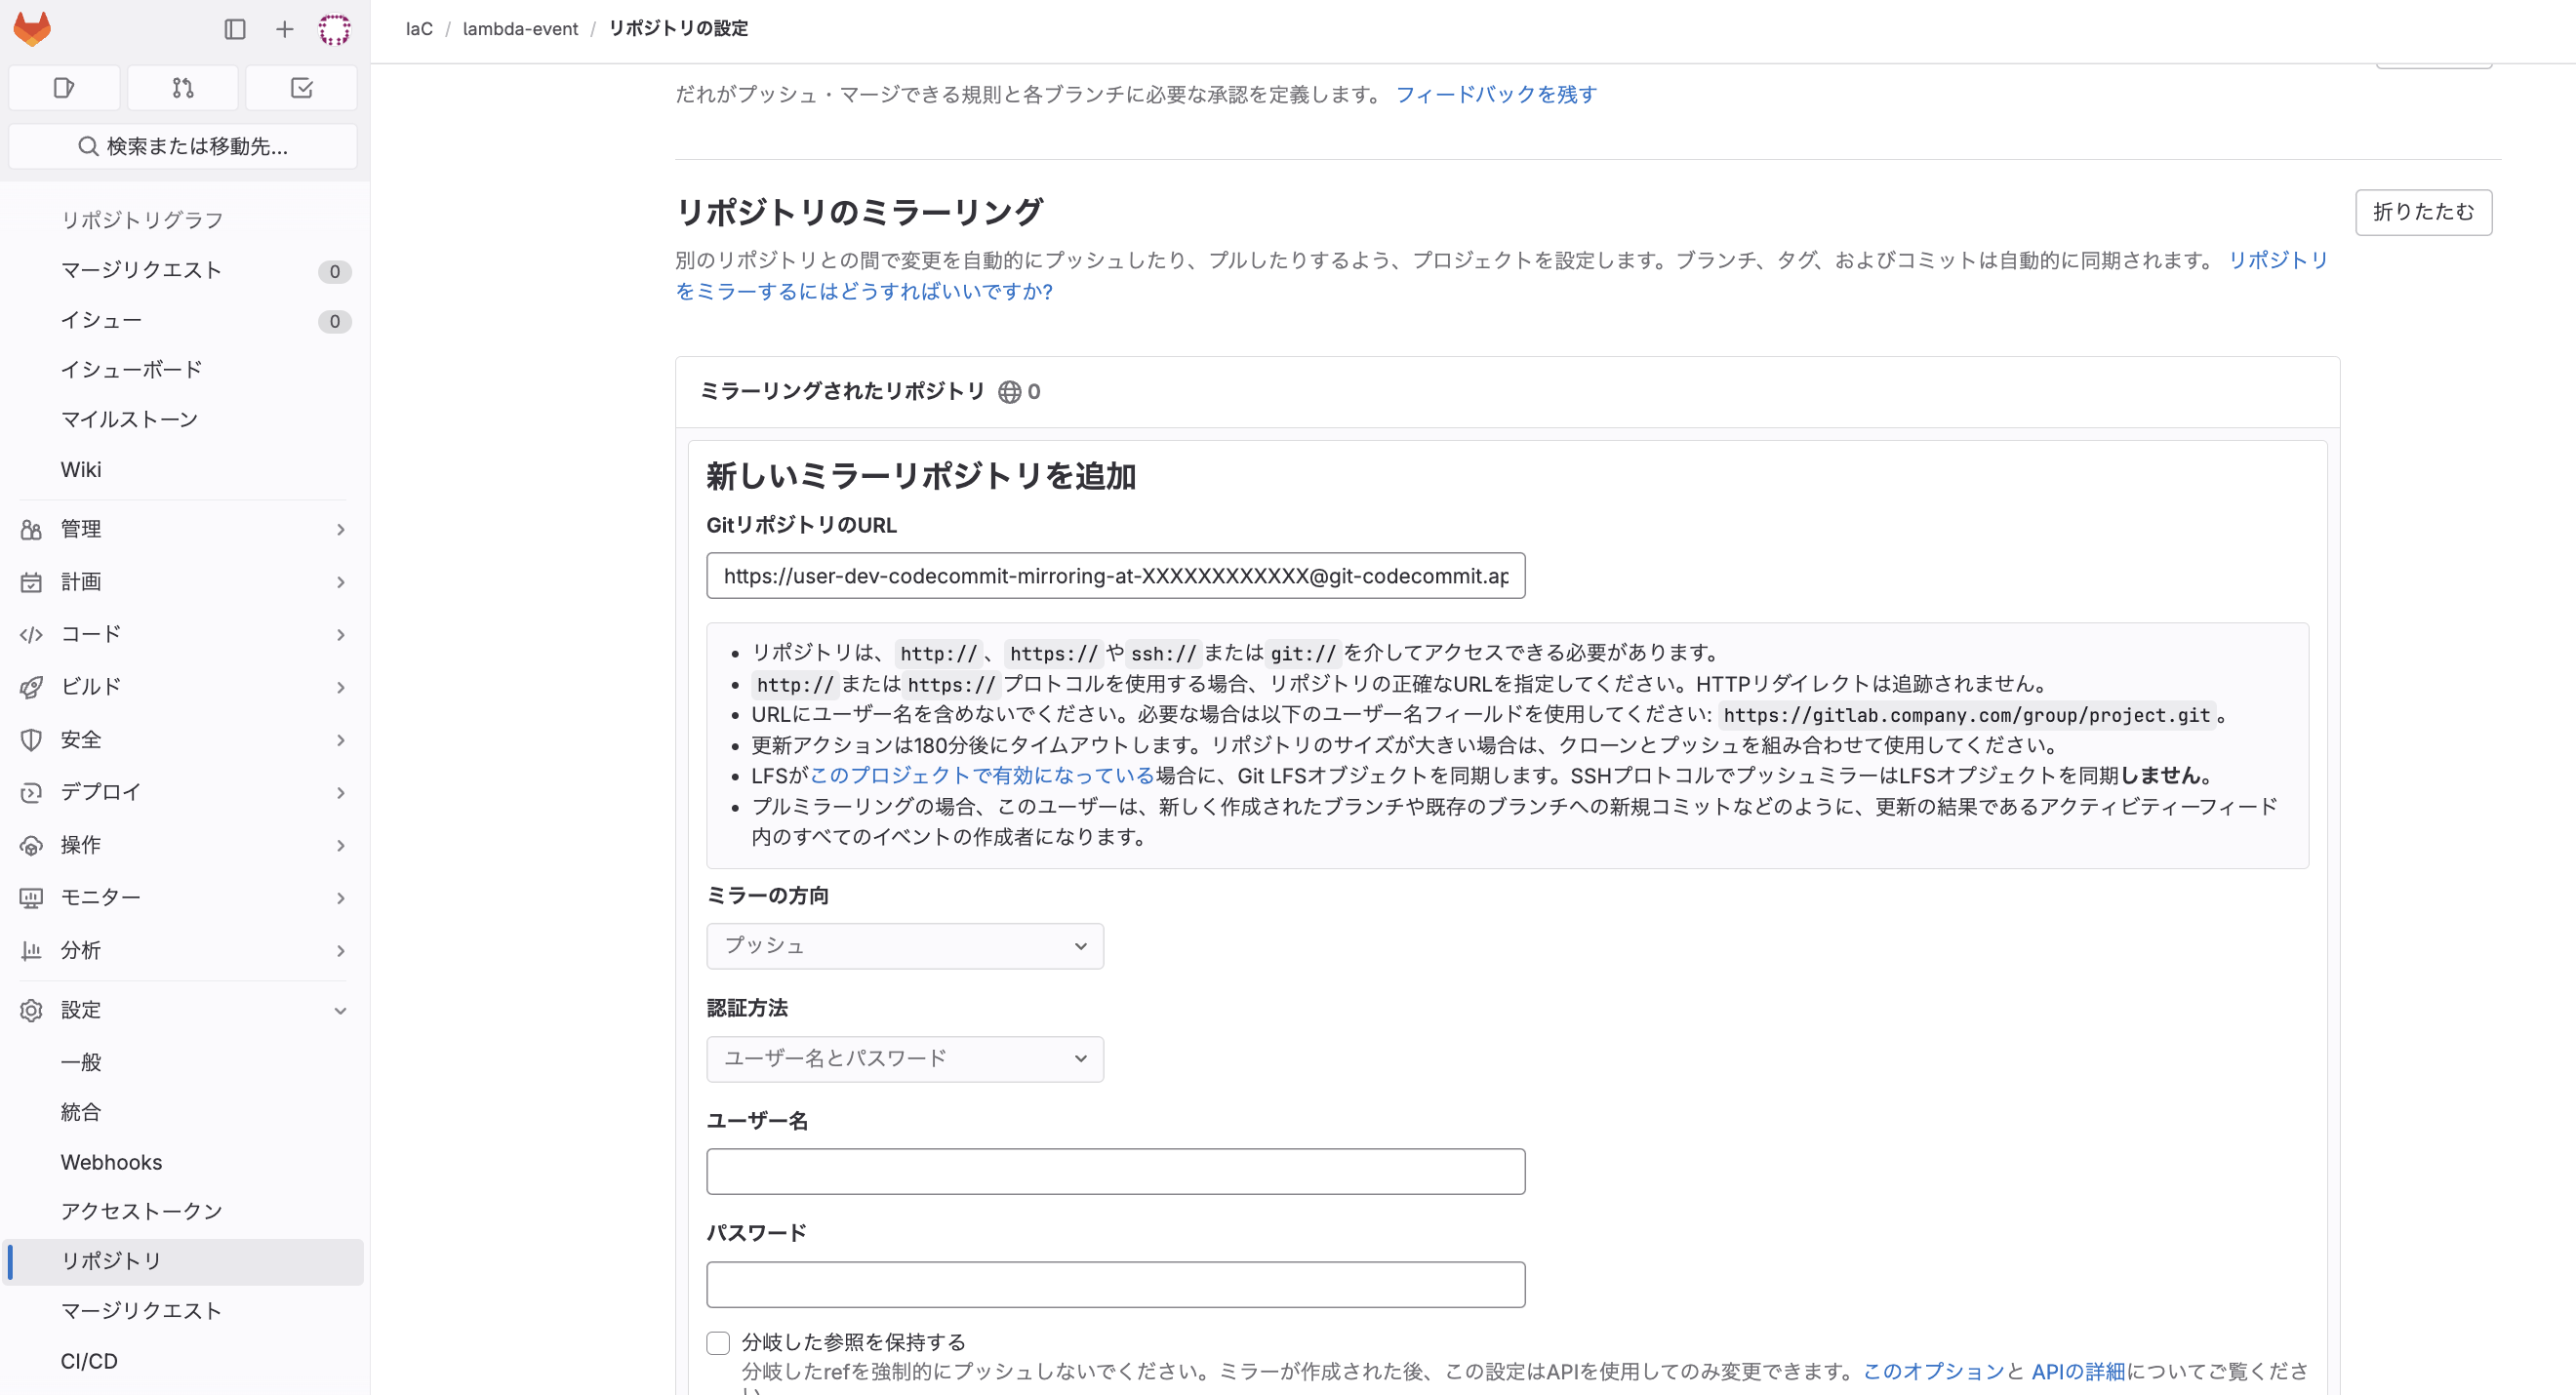 IaC / lambda-event / リポジトリの設定
検索または移動先...
リポジトリグラフ
マージリクエスト 0
イシュー 0
イシューボード
マイルストーン
Wiki
管理
計画
コード
ビルド
安全
デプロイ
操作
モニター
分析
設定
一般
統合
Webhooks
アクセストークン
リポジトリ
マージリクエスト
CI/CD
だれがプッシュ・マージできる規則と各ブランチに必要な承認を定義します。 フィードバックを残す
リポジトリのミラーリング
折りたたむ
別のリポジトリとの間で変更を自動的にプッシュしたり、プルしたりするよう、プロジェクトを設定します。ブランチ、タグ、およびコミットは自動的に同期されます。 リポジトリ
をミラーするにはどうすればいいですか?
ミラーリングされたリポジトリ 0
新しいミラーリポジトリを追加
GitリポジトリのURL
https://user-dev-codecommit-mirroring-at-XXXXXXXXXXXX@git-codecommit.ap
リポジトリは、 http:// 、 https:// や ssh:// または git:// を介してアクセスできる必要があります。
http:// または https:// プロトコルを使用する場合、リポジトリの正確なURLを指定してください。HTTPリダイレクトは追跡されません。
URLにユーザー名を含めないでください。必要な場合は以下のユーザー名フィールドを使用してください: https://gitlab.company.com/group/project.git 。
更新アクションは180分後にタイムアウトします。リポジトリのサイズが大きい場合は、クローンとプッシュを組み合わせて使用してください。
LFSがこのプロジェクトで有効になっている場合に、Git LFSオブジェクトを同期します。SSHプロトコルでプッシュミラーはLFSオブジェクトを同期しません。
プルミラーリングの場合、このユーザーは、新しく作成されたブランチや既存のブランチへの新規コミットなどのように、更新の結果であるアクティビティーフィード
内のすべてのイベントの作成者になります。
ミラーの方向
プッシュ
認証方法
ユーザー名とパスワード
ユーザー名
パスワード
分岐した参照を保持する
分岐したrefを強制的にプッシュしないでください。ミラーが作成された後、この設定はAPIを使用してのみ変更できます。このオプションと APIの詳細についてご覧くださ